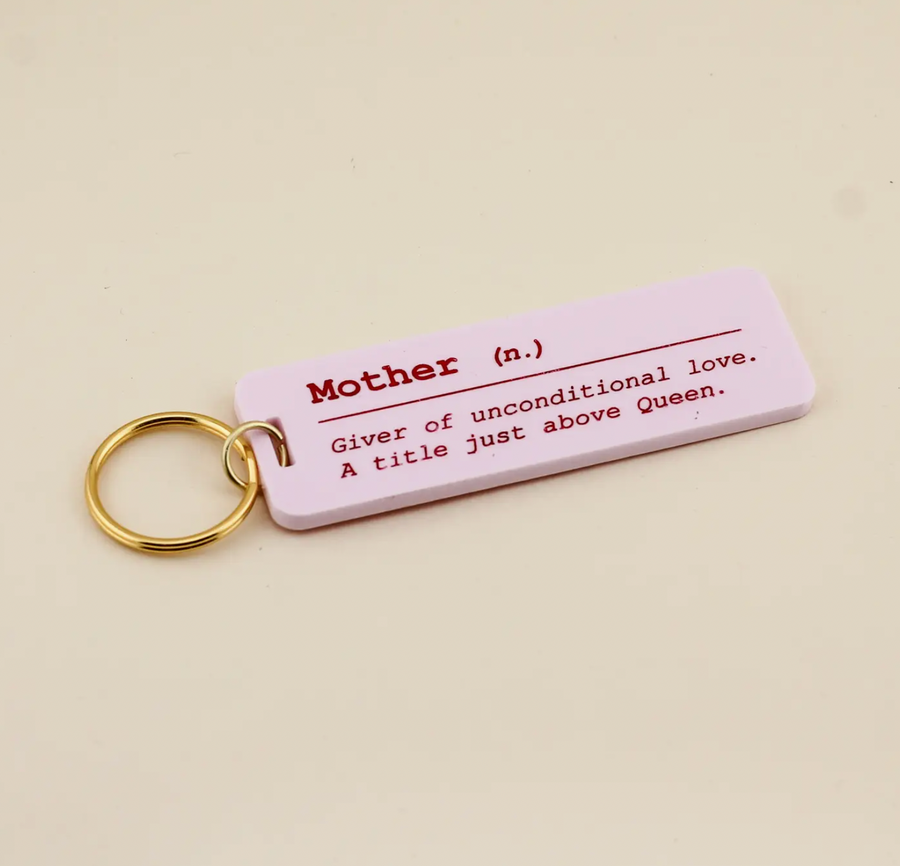 Mother (n.)
Giver of unconditional love.
A title just above Queen.